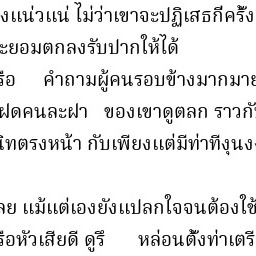 งแน่วแน่ ไม่ว่าเขาจะปฏิเสธกี่ครั้ง
ะยอมตกลงรับปากให้ได้
รือ คำถามผู้คนรอบข้างมากมาย
ฝดคนละฝา ของเขาดูตลก ราวกั
นิทตรงหน้า กับเพียงแต่มีท่าทีงุนง
ลย แม้แต่เองยังแปลกใจจนต้องใช้
รือหัวเสียดี ดูรึ หล่อนตั้งท่าเตรี